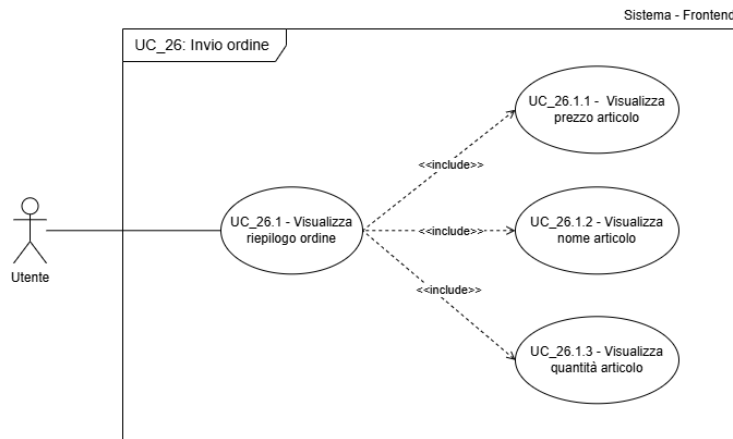 Sistema - Frontend
UC_26: Invio ordine
UC_26.1.1 - Visualizza
prezzo articolo
<<include>>
UC_26.1 - Visualizza
riepilogo ordine
<<include>>
UC_26.1.2 - Visualizza
nome articolo
Utente
<<include>>
UC_26.1.3 - Visualizza
quantità articolo